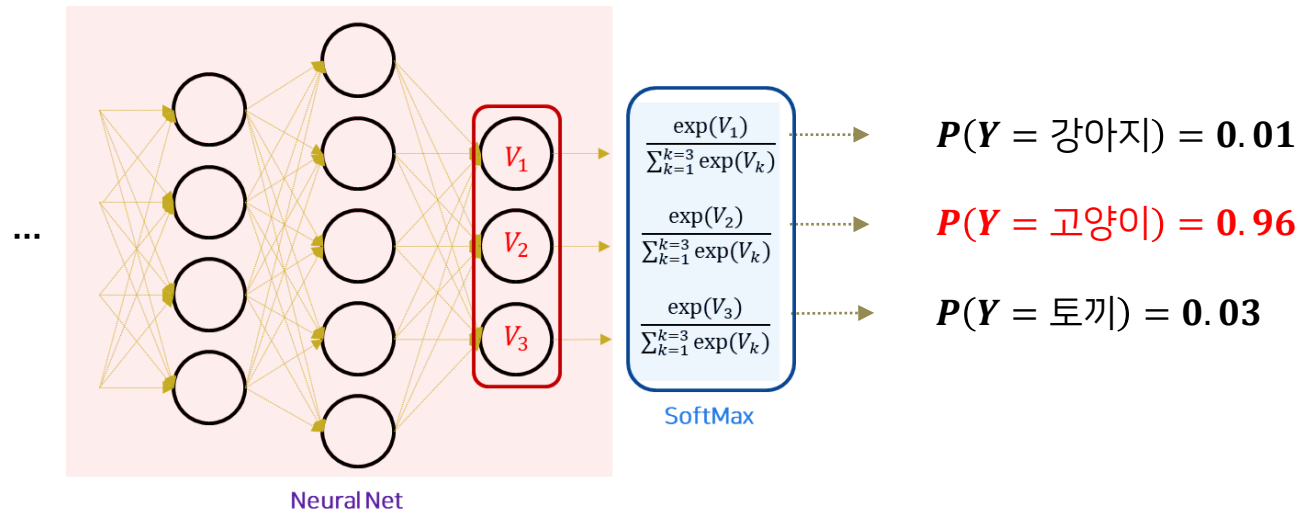 ...
V₁
V₂
V₃
Neural Net
exp(V₁)
∑ₖ₌₁ᵏ⁼³ exp(Vₖ)
exp(V₂)
∑ₖ₌₁ᵏ⁼³ exp(Vₖ)
exp(V₃)
∑ₖ₌₁ᵏ⁼³ exp(Vₖ)
SoftMax
P(Y = 강아지) = 0.01
P(Y = 고양이) = 0.96
P(Y = 토끼) = 0.03